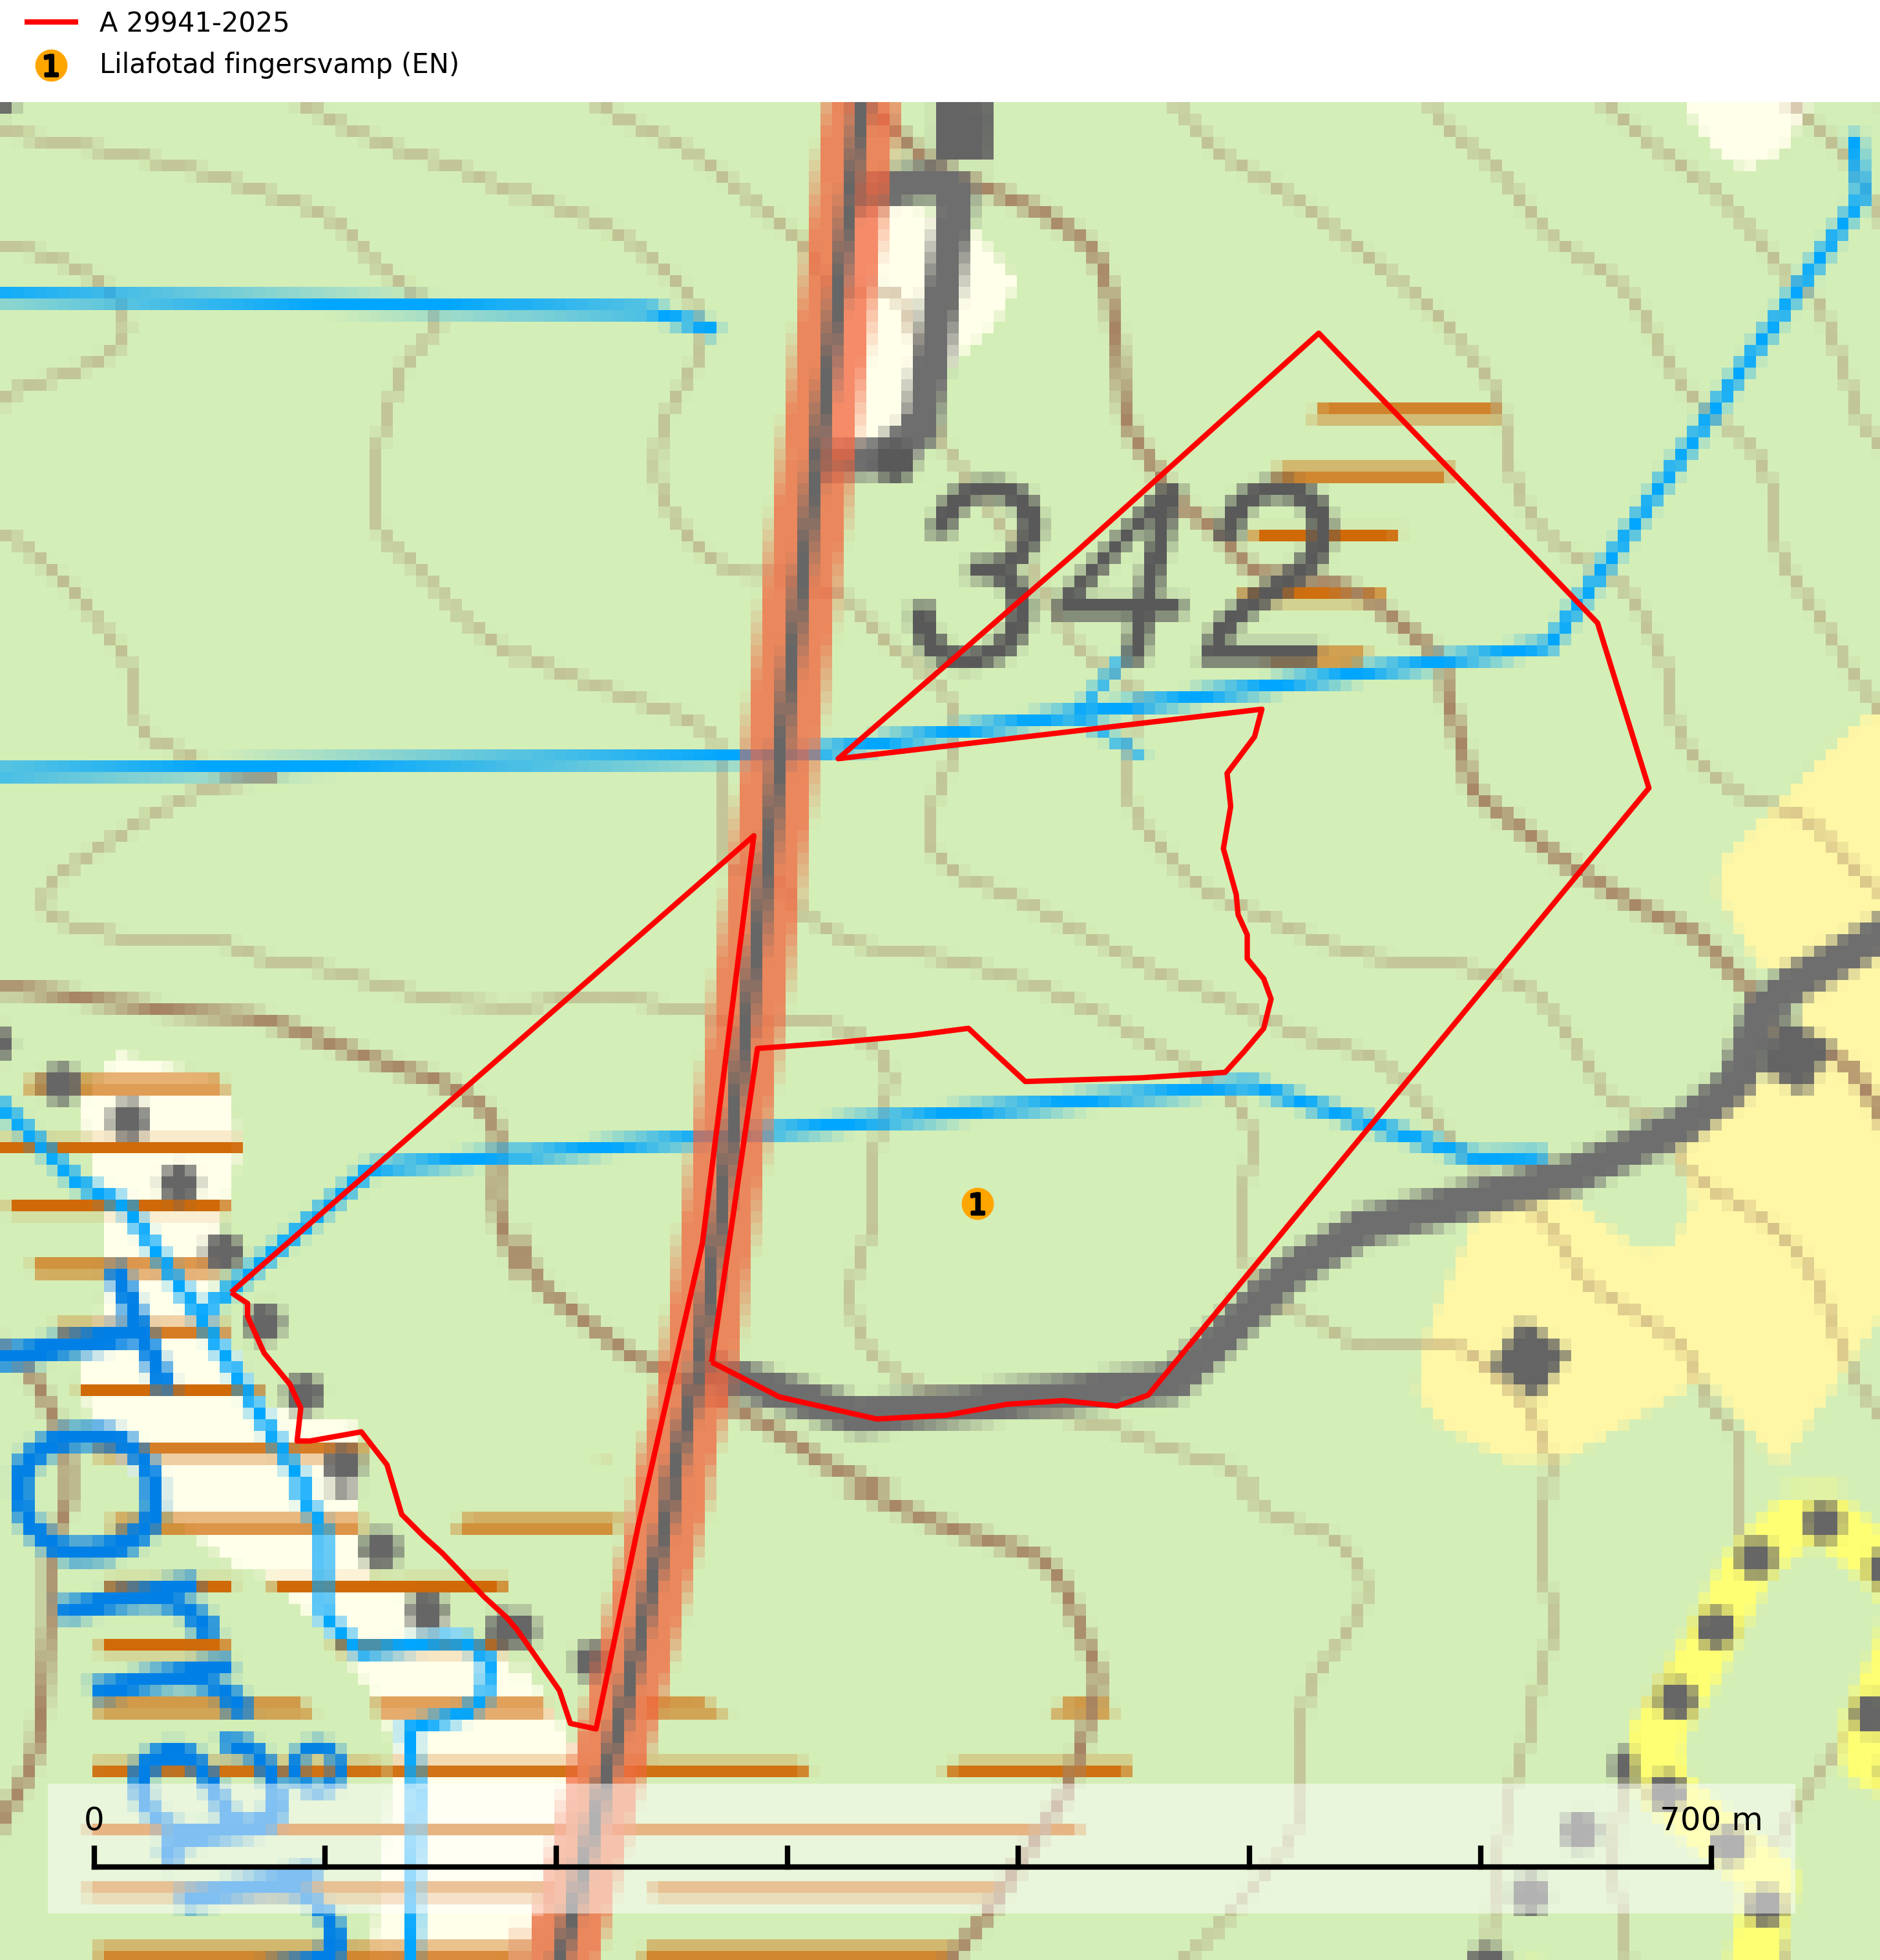 A 29941-2025
1 Lilafotad fingersvamp (EN)
342
1
0 700 m